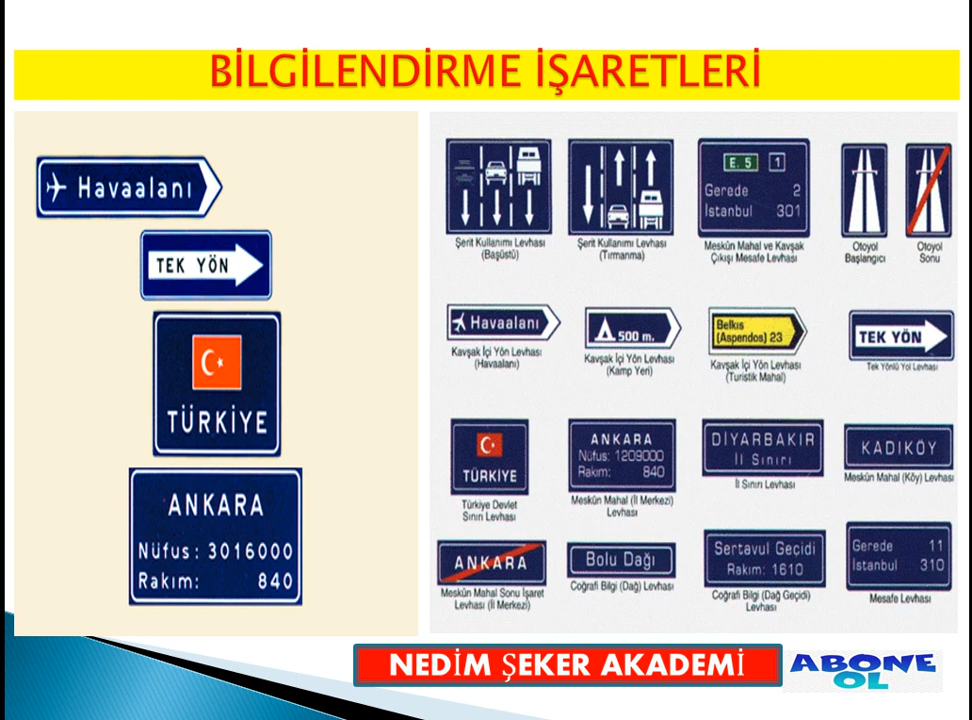 BİLGİLENDİRME İŞARETLERİ
Havaalanı
TEK YÖN
TÜRKİYE
ANKARA
Nüfus: 3016000
Rakım: 840
E. 5 1
Gerede 2
İstanbul 301
Şerit Kullanımı Levhası
(Başüstü)
Şerit Kullanımı Levhası
(Tırmanma)
Meskûn Mahal ve Kavşak
Çıkışı Mesafe Levhası
Otoyol
Başlangıcı
Otoyol
Sonu
Havaalanı
500 m.
Belkıs
(Aspendos) 23
TEK YÖN
Kavşak İçi Yön Levhası
(Havaalanı)
Kavşak İçi Yön Levhası
(Kamp Yeri)
Kavşak İçi Yön Levhası
(Turistik Mahal)
Tek Yönlü Yol Levhası
TÜRKİYE
ANKARA
Nüfus: 1209000
Rakım: 840
DİYARBAKIR
İl Sınırı
KADIKÖY
Türkiye Devlet
Sınırı Levhası
Meskûn Mahal (İl Merkezi)
Levhası
İl Sınırı Levhası
Meskûn Mahal (Köy) Levhası
ANKARA
Bolu Dağı
Sertavul Geçidi
Rakım: 1610
Gerede 11
İstanbul 310
Meskûn Mahal Sonu İşaret
Levhası (İl Merkezi)
Coğrafi Bilgi (Dağ) Levhası
Coğrafi Bilgi (Dağ Geçidi)
Levhası
Mesafe Levhası
NEDİM ŞEKER AKADEMİ
ABONE
OL